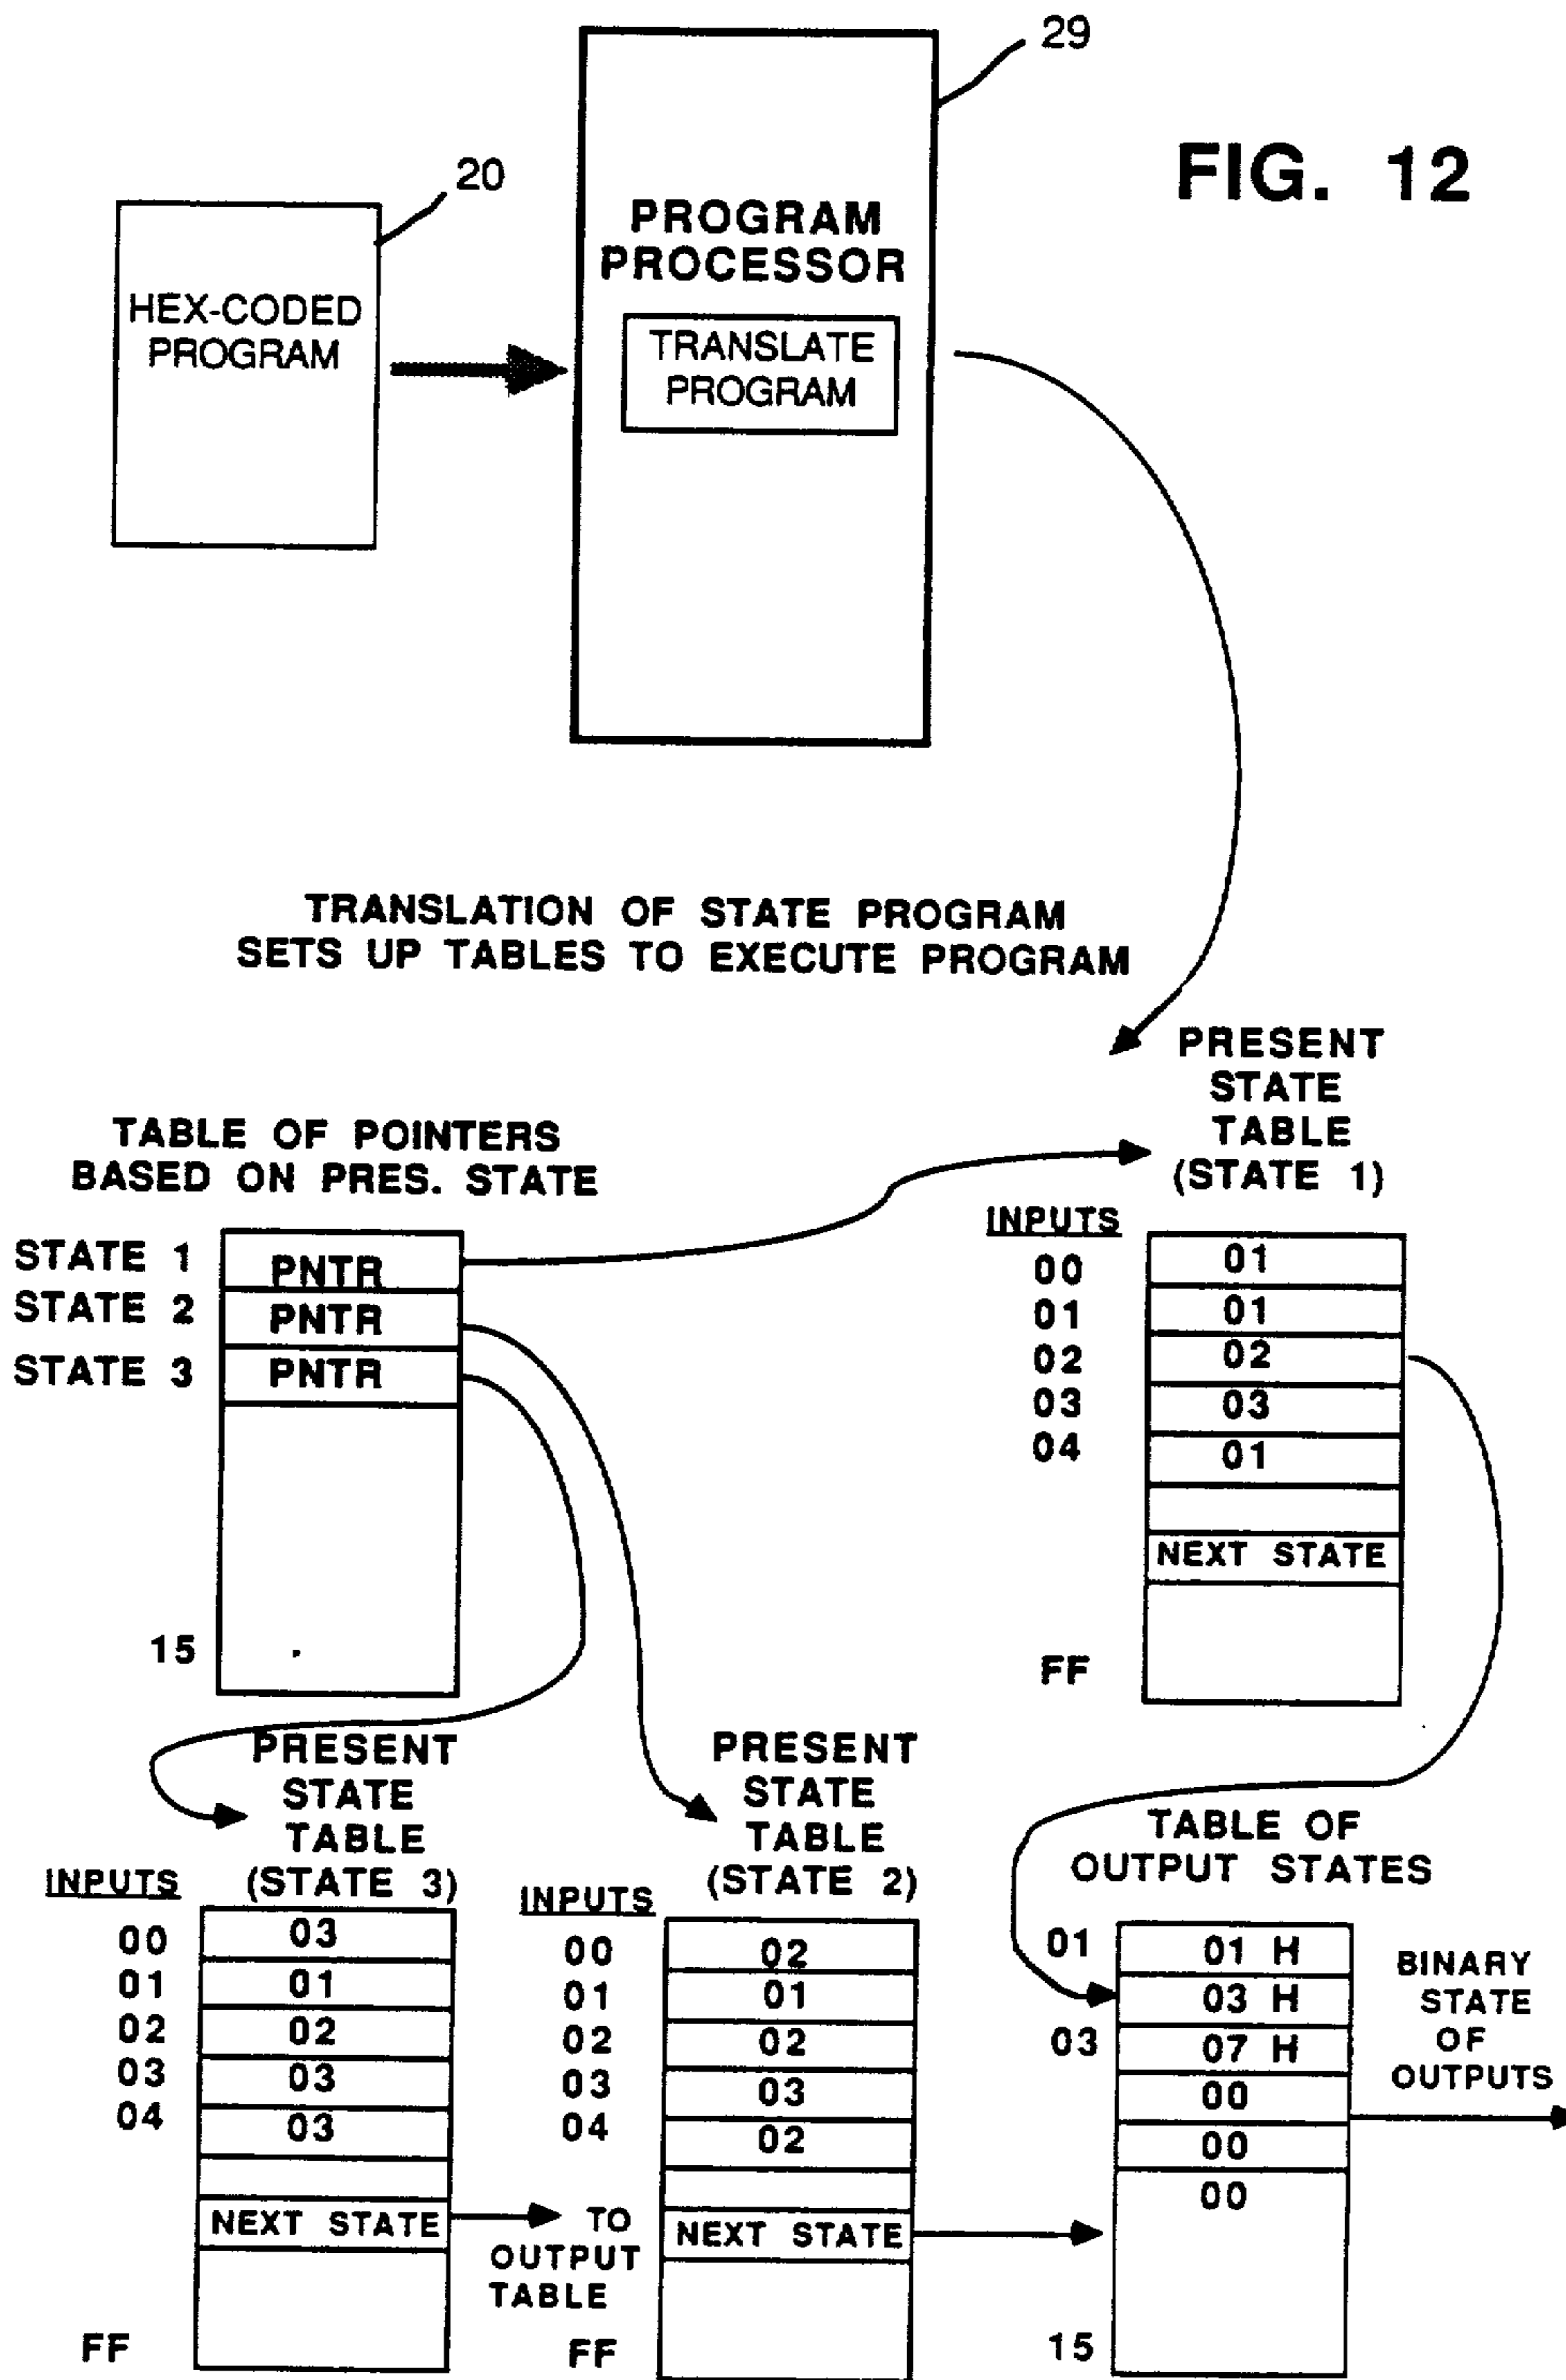 29
FIG. 12
20
HEX-CODED
PROGRAM
PROGRAM
PROCESSOR
TRANSLATE
PROGRAM
TRANSLATION OF STATE PROGRAM
SETS UP TABLES TO EXECUTE PROGRAM
TABLE OF POINTERS
BASED ON PRES. STATE
STATE 1 PNTR
STATE 2 PNTR
STATE 3 PNTR
15
PRESENT
STATE
TABLE
(STATE 1)
INPUTS
00 01
01 01
02 02
03 03
04 01
NEXT STATE
FF
PRESENT
STATE
TABLE
(STATE 3)
INPUTS
00 03
01 01
02 02
03 03
04 03
NEXT STATE
TO
OUTPUT
TABLE
FF
PRESENT
STATE
TABLE
(STATE 2)
INPUTS
00 02
01 01
02 02
03 03
04 02
NEXT STATE
FF
TABLE OF
OUTPUT STATES
01 01 H
03 H
03 07 H
00
00
00
15
BINARY
STATE
OF
OUTPUTS